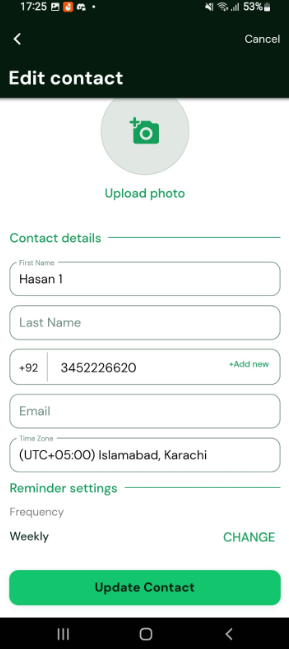 17:25 53%
Cancel
Edit contact
Upload photo
Contact details
First Name
Hasan 1
Last Name
+92 3452226620 +Add new
Email
Time Zone
(UTC+05:00) Islamabad, Karachi
Reminder settings
Frequency
Weekly CHANGE
Update Contact